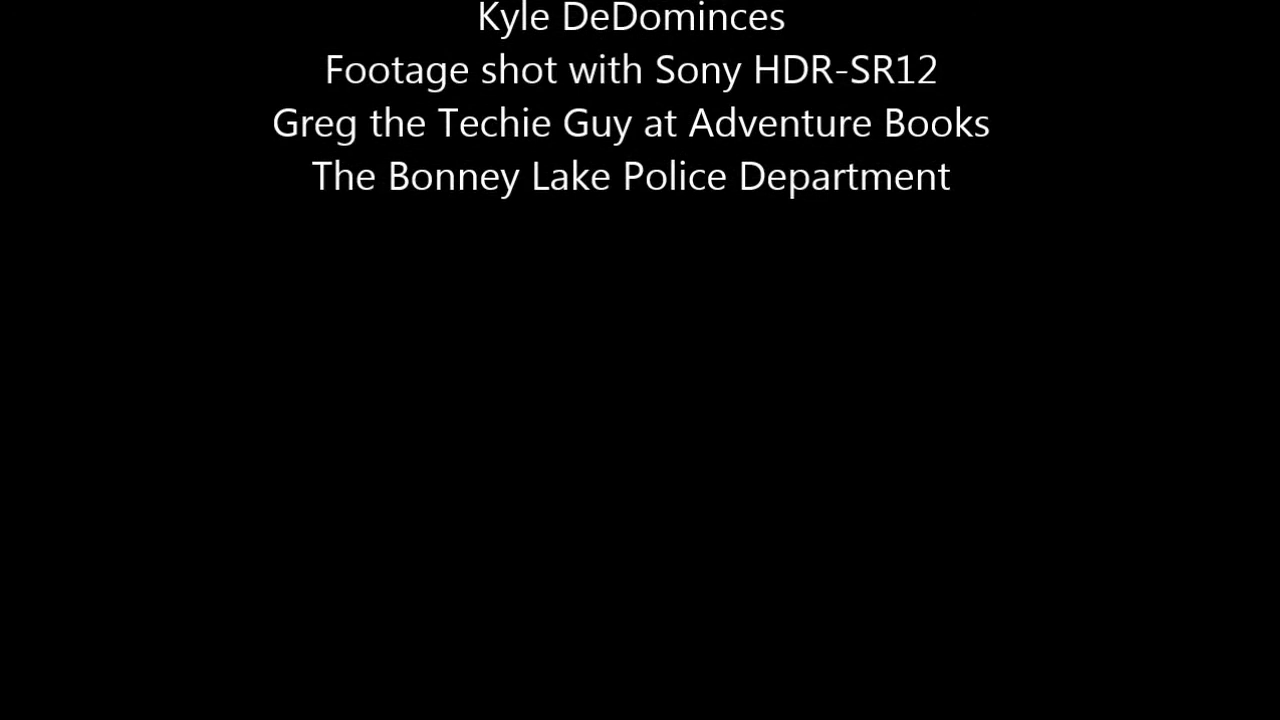 Kyle DeDominces
Footage shot with Sony HDR-SR12
Greg the Techie Guy at Adventure Books
The Bonney Lake Police Department